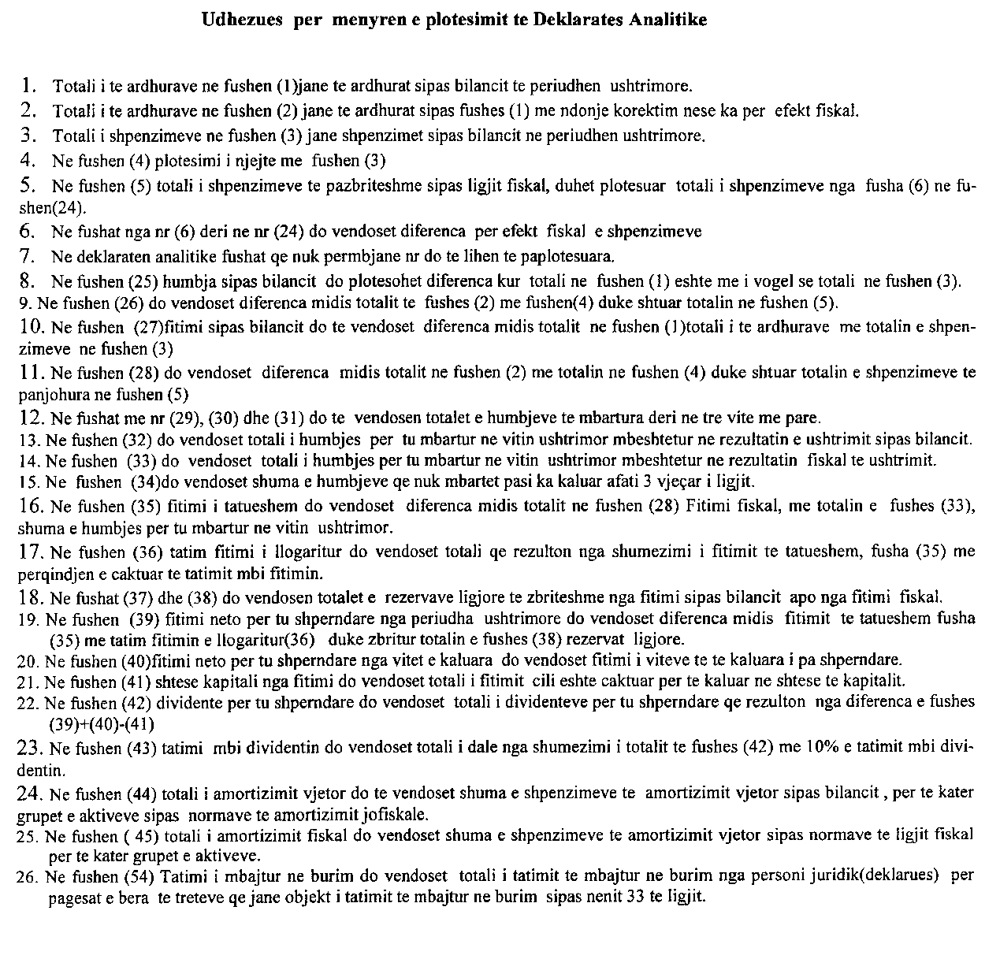 Udhezues per menyren e plotesimit te Deklarates Analitike
1. Totali i te ardhurave ne fushen (1)jane te ardhurat sipas bilancit te periudhen ushtrimore.
2. Totali i te ardhurave ne fushen (2) jane te ardhurat sipas fushes (1) me ndonje korektim nese ka per efekt fiskal.
3. Totali i shpenzimeve ne fushen (3) jane shpenzimet sipas bilancit ne periudhen ushtrimore.
4. Ne fushen (4) plotesimi i njejte me fushen (3)
5. Ne fushen (5) totali i shpenzimeve te pazbriteshme sipas ligjit fiskal, duhet plotesuar totali i shpenzimeve nga fusha (6) ne fu-
shen(24).
6. Ne fushat nga nr (6) deri ne nr (24) do vendoset diferenca per efekt fiskal e shpenzimeve
7. Ne deklaraten analitike fushat qe nuk permbjane nr do te lihen te paplotesuara.
8. Ne fushen (25) humbja sipas bilancit do plotesohet diferenca kur totali ne fushen (1) eshte me i vogel se totali ne fushen (3).
9. Ne fushen (26) do vendoset diferenca midis totalit te fushes (2) me fushen(4) duke shtuar totalin ne fushen (5).
10. Ne fushen (27)fitimi sipas bilancit do te vendoset diferenca midis totalit ne fushen (1)totali i te ardhurave me totalin e shpen-
zimeve ne fushen (3)
11. Ne fushen (28) do vendoset diferenca midis totalit ne fushen (2) me totalin ne fushen (4) duke shtuar totalin e shpenzimeve te
panjohura ne fushen (5)
12. Ne fushat me nr (29), (30) dhe (31) do te vendosen totalet e humbjeve te mbartura deri ne tre vite me pare.
13. Ne fushen (32) do vendoset totali i humbjes per tu mbartur ne vitin ushtrimor mbeshtetur ne rezultatin e ushtrimit sipas bilancit.
14. Ne fushen (33) do vendoset totali i humbjes per tu mbartur ne vitin ushtrimor mbeshtetur ne rezultatin fiskal te ushtrimit.
15. Ne fushen (34)do vendoset shuma e humbjeve qe nuk mbartet pasi ka kaluar afati 3 vjeçar i ligjit.
16. Ne fushen (35) fitimi i tatueshem do vendoset diferenca midis totalit ne fushen (28) Fitimi fiskal, me totalin e fushes (33),
shuma e humbjes per tu mbartur ne vitin ushtrimor.
17. Ne fushen (36) tatim fitimi i llogaritur do vendoset totali qe rezulton nga shumezimi i fitimit te tatueshem, fusha (35) me
perqindjen e caktuar te tatimit mbi fitimin.
18. Ne fushat (37) dhe (38) do vendosen totalet e rezervave ligjore te zbriteshme nga fitimi sipas bilancit apo nga fitimi fiskal.
19. Ne fushen (39) fitimi neto per tu shperndare nga periudha ushtrimore do vendoset diferenca midis fitimit te tatueshem fusha
(35) me tatim fitimin e llogaritur(36) duke zbritur totalin e fushes (38) rezervat ligjore.
20. Ne fushen (40)fitimi neto per tu shperndare nga vitet e kaluara do vendoset fitimi i viteve te te kaluara i pa shperndare.
21. Ne fushen (41) shtese kapitali nga fitimi do vendoset totali i fitimit cili eshte caktuar per te kaluar ne shtese te kapitalit.
22. Ne fushen (42) dividente per tu shperndare do vendoset totali i dividenteve per tu shperndare qe rezulton nga diferenca e fushes
(39)+(40)-(41)
23. Ne fushen (43) tatimi mbi dividentin do vendoset totali i dale nga shumezimi i totalit te fushes (42) me 10% e tatimit mbi divi-
dentin.
24. Ne fushen (44) totali i amortizimit vjetor do te vendoset shuma e shpenzimeve te amortizimit vjetor sipas bilancit , per te kater
grupet e aktiveve sipas normave te amortizimit jofiskale.
25. Ne fushen ( 45) totali i amortizimit fiskal do vendoset shuma e shpenzimeve te amortizimit vjetor sipas normave te ligjit fiskal
per te kater grupet e aktiveve.
26. Ne fushen (54) Tatimi i mbajtur ne burim do vendoset totali i tatimit te mbajtur ne burim nga personi juridik(deklarues) per
pagesat e bera te treteve qe jane objekt i tatimit te mbajtur ne burim sipas nenit 33 te ligjit.